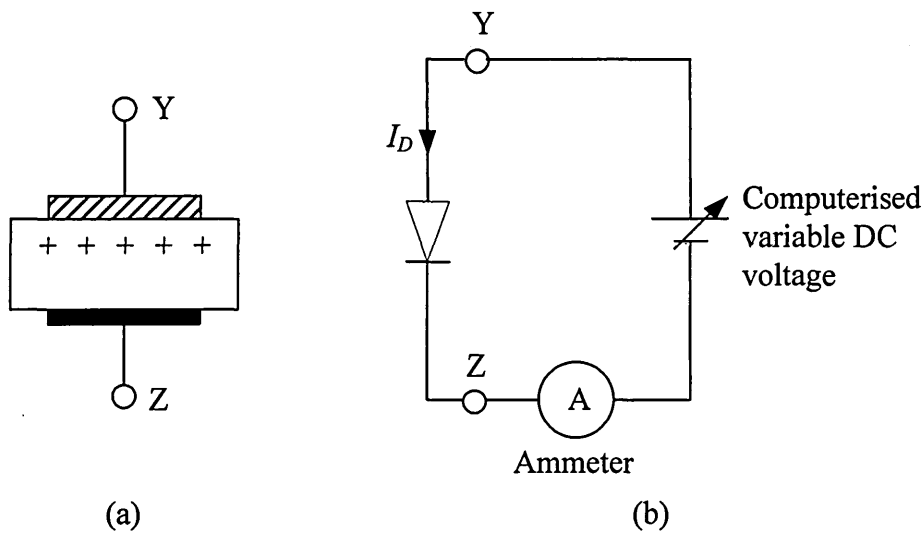 Y
+ + + + +
Z
(a)
Y
I_D
Computerised
variable DC
voltage
Z
A
Ammeter
(b)